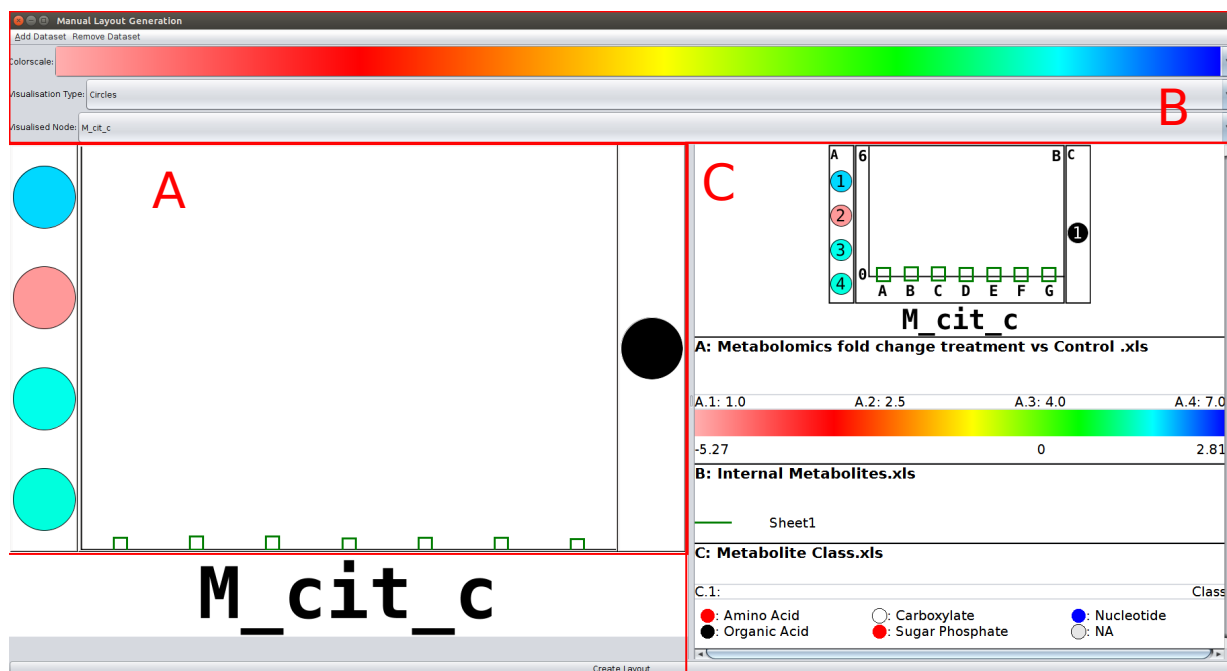 Manual Layout Generation
Add Dataset Remove Dataset
Colorscale:
Visualisation Type: Circles
Visualised Node: M_cit_c
B
A
M_cit_c
Create Layout
C
A 6 B C
1
2
3
4
1
0
A B C D E F G
M_cit_c
A: Metabolomics fold change treatment vs Control .xls
A.1: 1.0 A.2: 2.5 A.3: 4.0 A.4: 7.0
-5.27 0 2.81
B: Internal Metabolites.xls
Sheet1
C: Metabolite Class.xls
C.1: Class
: Amino Acid : Carboxylate : Nucleotide
: Organic Acid : Sugar Phosphate : NA